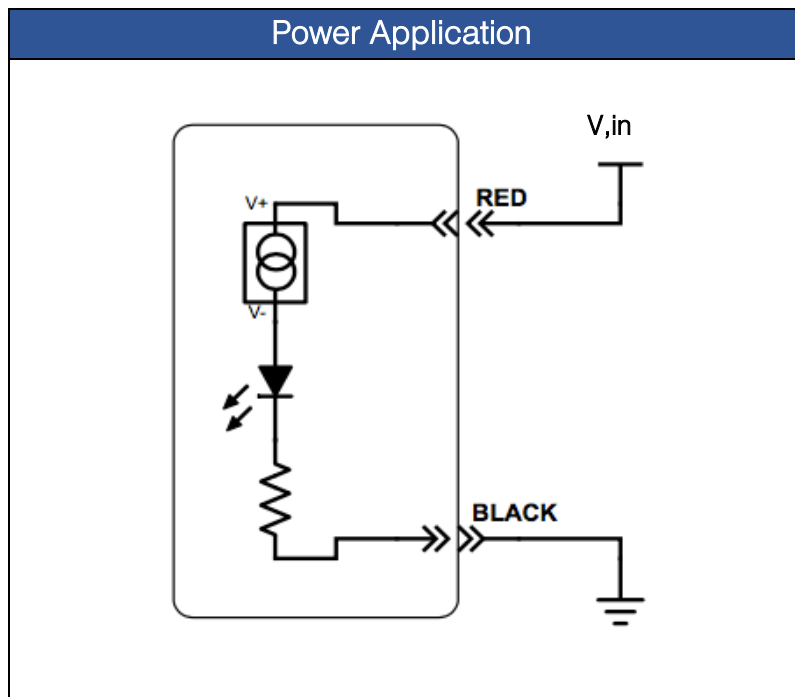 Power Application
V,in
RED
V+
V-
BLACK